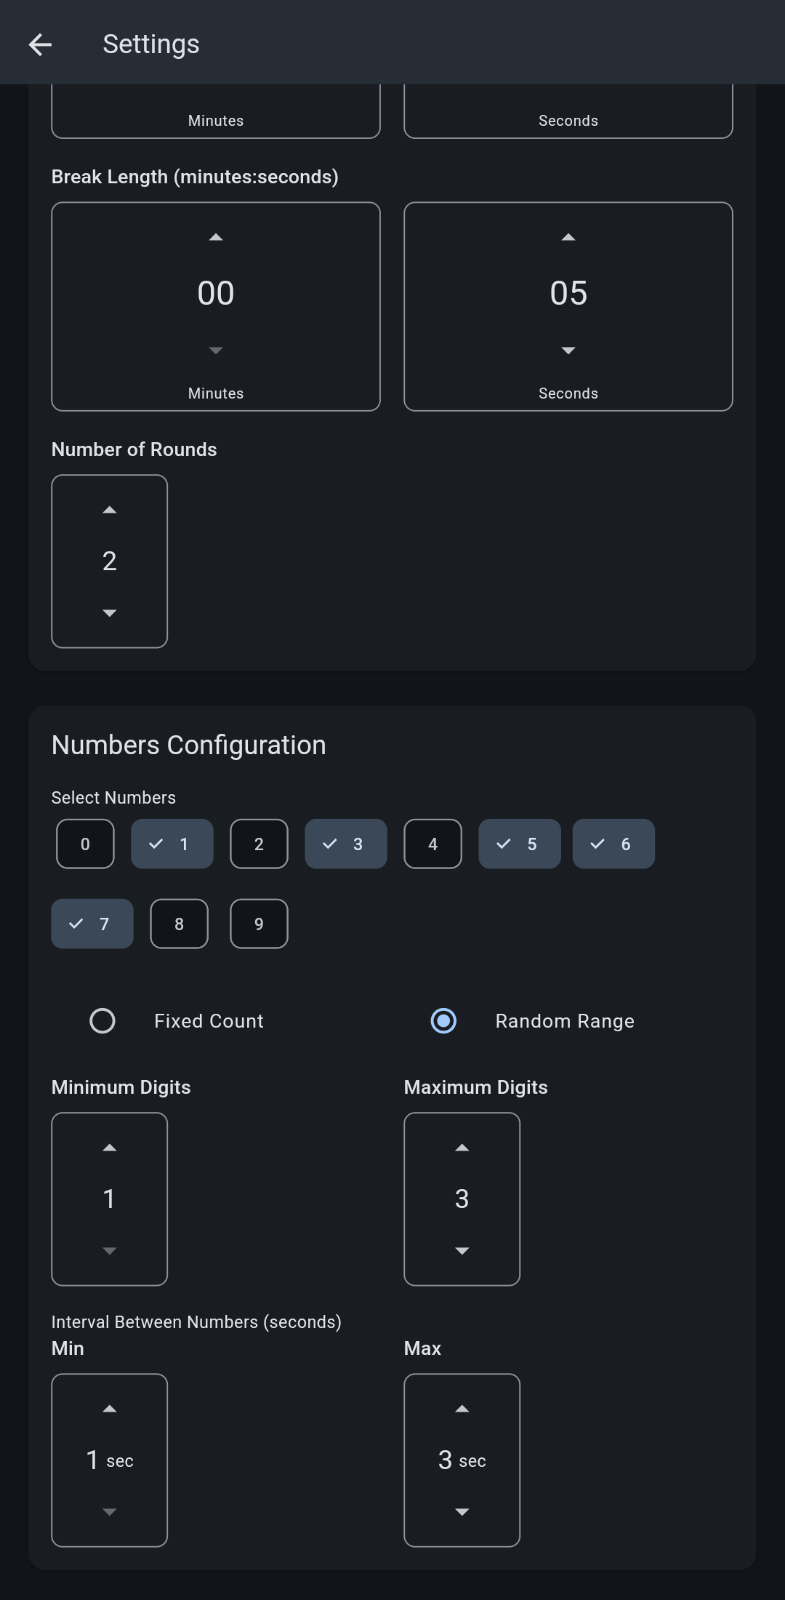 Settings
Minutes Seconds
Break Length (minutes:seconds)
00 05
Minutes Seconds
Number of Rounds
2
Numbers Configuration
Select Numbers
0 1 2 3 4 5 6
7 8 9
Fixed Count Random Range
Minimum Digits Maximum Digits
1 3
Interval Between Numbers (seconds)
Min Max
1 sec 3 sec